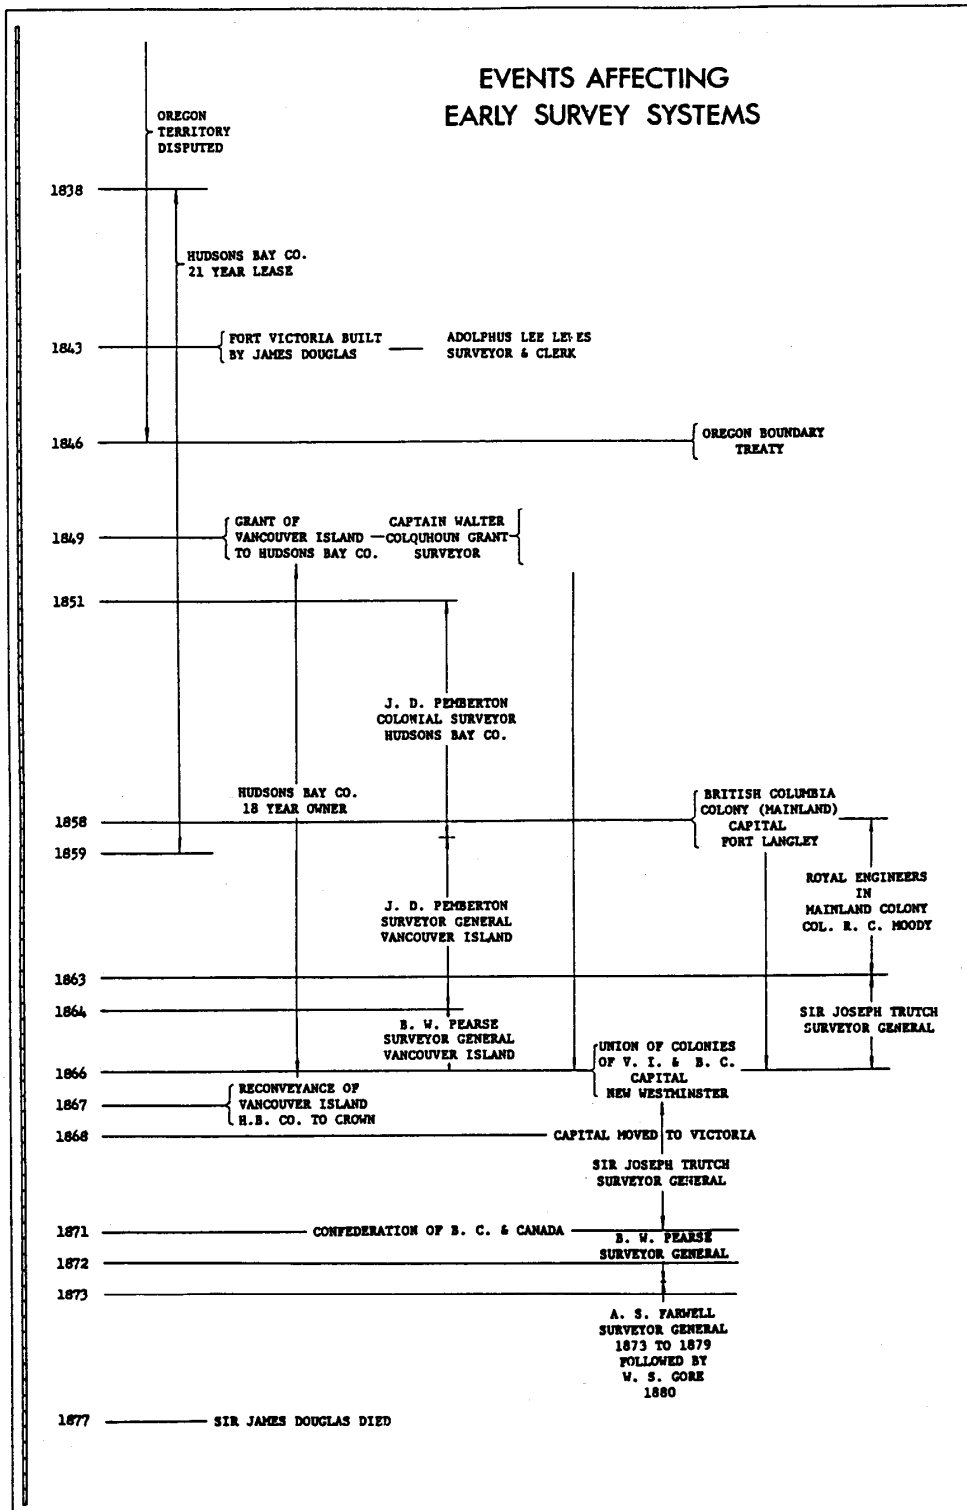 EVENTS AFFECTING
EARLY SURVEY SYSTEMS
OREGON
TERRITORY
DISPUTED
1838
HUDSONS BAY CO.
21 YEAR LEASE
1843
FORT VICTORIA BUILT
BY JAMES DOUGLAS
ADOLPHUS LEE
SURVEYOR & CLERK
1846
OREGON BOUNDARY
TREATY
1849
GRANT OF
VANCOUVER ISLAND
TO HUDSONS BAY CO.
CAPTAIN WALTER
COLQUHOUN GRANT
SURVEYOR
1851
J. D. PEMBERTON
COLONIAL SURVEYOR
HUDSONS BAY CO.
HUDSONS BAY CO.
18 YEAR OWNER
BRITISH COLUMBIA
COLONY (MAINLAND)
CAPITAL
FORT LANGLEY
1858
1859
J. D. PEMBERTON
SURVEYOR GENERAL
VANCOUVER ISLAND
ROYAL ENGINEERS
IN
MAINLAND COLONY
COL. R. C. MOODY
1863
1864
B. W. PEARSE
SURVEYOR GENERAL
VANCOUVER ISLAND
SIR JOSEPH TRUTCH
SURVEYOR GENERAL
1866
UNION OF COLONIES
OF V. I. & B. C.
CAPITAL
NEW WESTMINSTER
1867
RECONVEYANCE OF
VANCOUVER ISLAND
H.B. CO. TO CROWN
1868
CAPITAL MOVED TO VICTORIA
SIR JOSEPH TRUTCH
SURVEYOR GENERAL
1871
CONFEDERATION OF B. C. & CANADA
B. W. PEARSE
SURVEYOR GENERAL
1872
1873
A. S. FARWELL
SURVEYOR GENERAL
1873 TO 1879
FOLLOWED BY
W. S. GORE
1880
1877
SIR JAMES DOUGLAS DIED